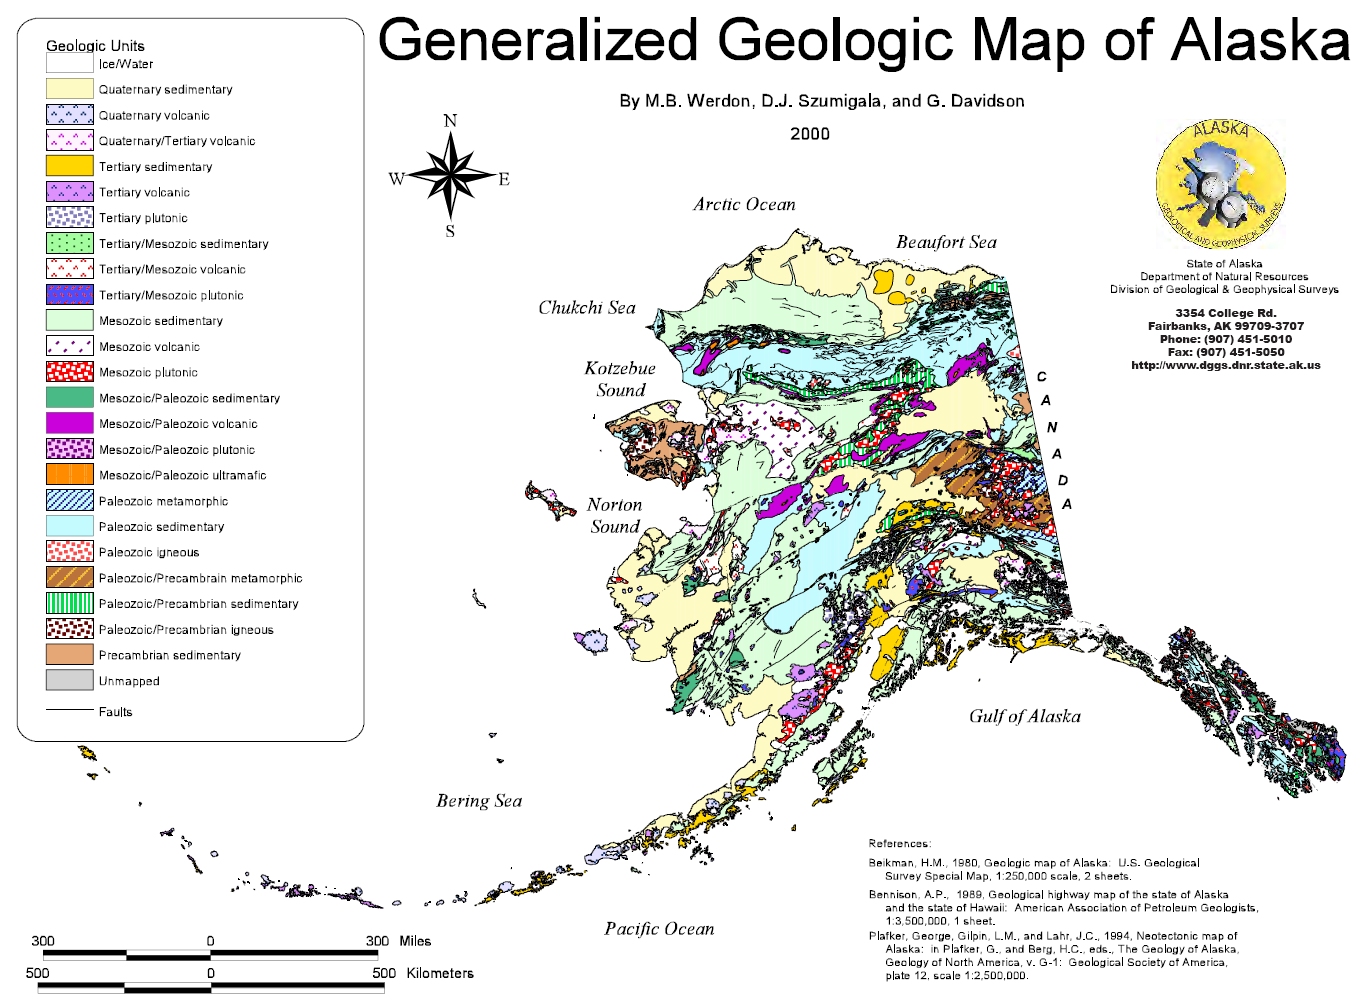 Generalized Geologic Map of Alaska
By M.B. Werdon, D.J. Szumigala, and G. Davidson
2000
Geologic Units
Ice/Water
Quaternary sedimentary
Quaternary volcanic
Quaternary/Tertiary volcanic
Tertiary sedimentary
Tertiary volcanic
Tertiary plutonic
Tertiary/Mesozoic sedimentary
Tertiary/Mesozoic volcanic
Tertiary/Mesozoic plutonic
Mesozoic sedimentary
Mesozoic volcanic
Mesozoic plutonic
Mesozoic/Paleozoic sedimentary
Mesozoic/Paleozoic volcanic
Mesozoic/Paleozoic plutonic
Mesozoic/Paleozoic ultramafic
Paleozoic metamorphic
Paleozoic sedimentary
Paleozoic igneous
Paleozoic/Precambrain metamorphic
Paleozoic/Precambrian sedimentary
Paleozoic/Precambrian igneous
Precambrian sedimentary
Unmapped
Faults
N
W
E
S
Arctic Ocean
Beaufort Sea
Chukchi Sea
Kotzebue
Sound
Norton
Sound
CANADA
Gulf of Alaska
Bering Sea
Pacific Ocean
ALASKA
GEOLOGICAL AND GEOPHYSICAL SURVEYS
State of Alaska
Department of Natural Resources
Division of Geological & Geophysical Surveys
3354 College Rd.
Fairbanks, AK 99709-3707
Phone: (907) 451-5010
Fax: (907) 451-5050
http://www.dggs.dnr.state.ak.us
References:
Beikman, H.M., 1980, Geologic map of Alaska: U.S. Geological
Survey Special Map, 1:250,000 scale, 2 sheets.
Bennison, A.P., 1989, Geological highway map of the state of Alaska
and the state of Hawaii: American Association of Petroleum Geologists,
1:3,500,000, 1 sheet.
Plafker, George, Gilpin, L.M., and Lahr, J.C., 1994, Neotectonic map of
Alaska: in Plafker, G., and Berg, H.C., eds., The Geology of Alaska,
Geology of North America, v. G-1: Geological Society of America,
plate 12, scale 1:2,500,000.
300 0 300 Miles
500 0 500 Kilometers